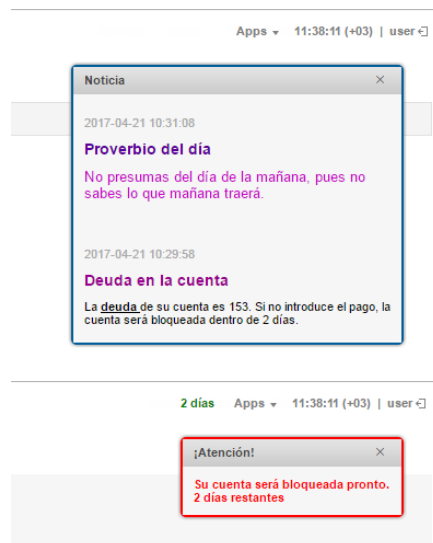 Apps 11:38:11 (+03) | user
Noticia
2017-04-21 10:31:08
Proverbio del día
No presumas del día de la mañana, pues no
sabes lo que mañana traerá.
2017-04-21 10:29:58
Deuda en la cuenta
La deuda de su cuenta es 153. Si no introduce el pago, la
cuenta será bloqueada dentro de 2 días.
2 días Apps 11:38:11 (+03) | user
¡Atención!
Su cuenta será bloqueada pronto.
2 días restantes